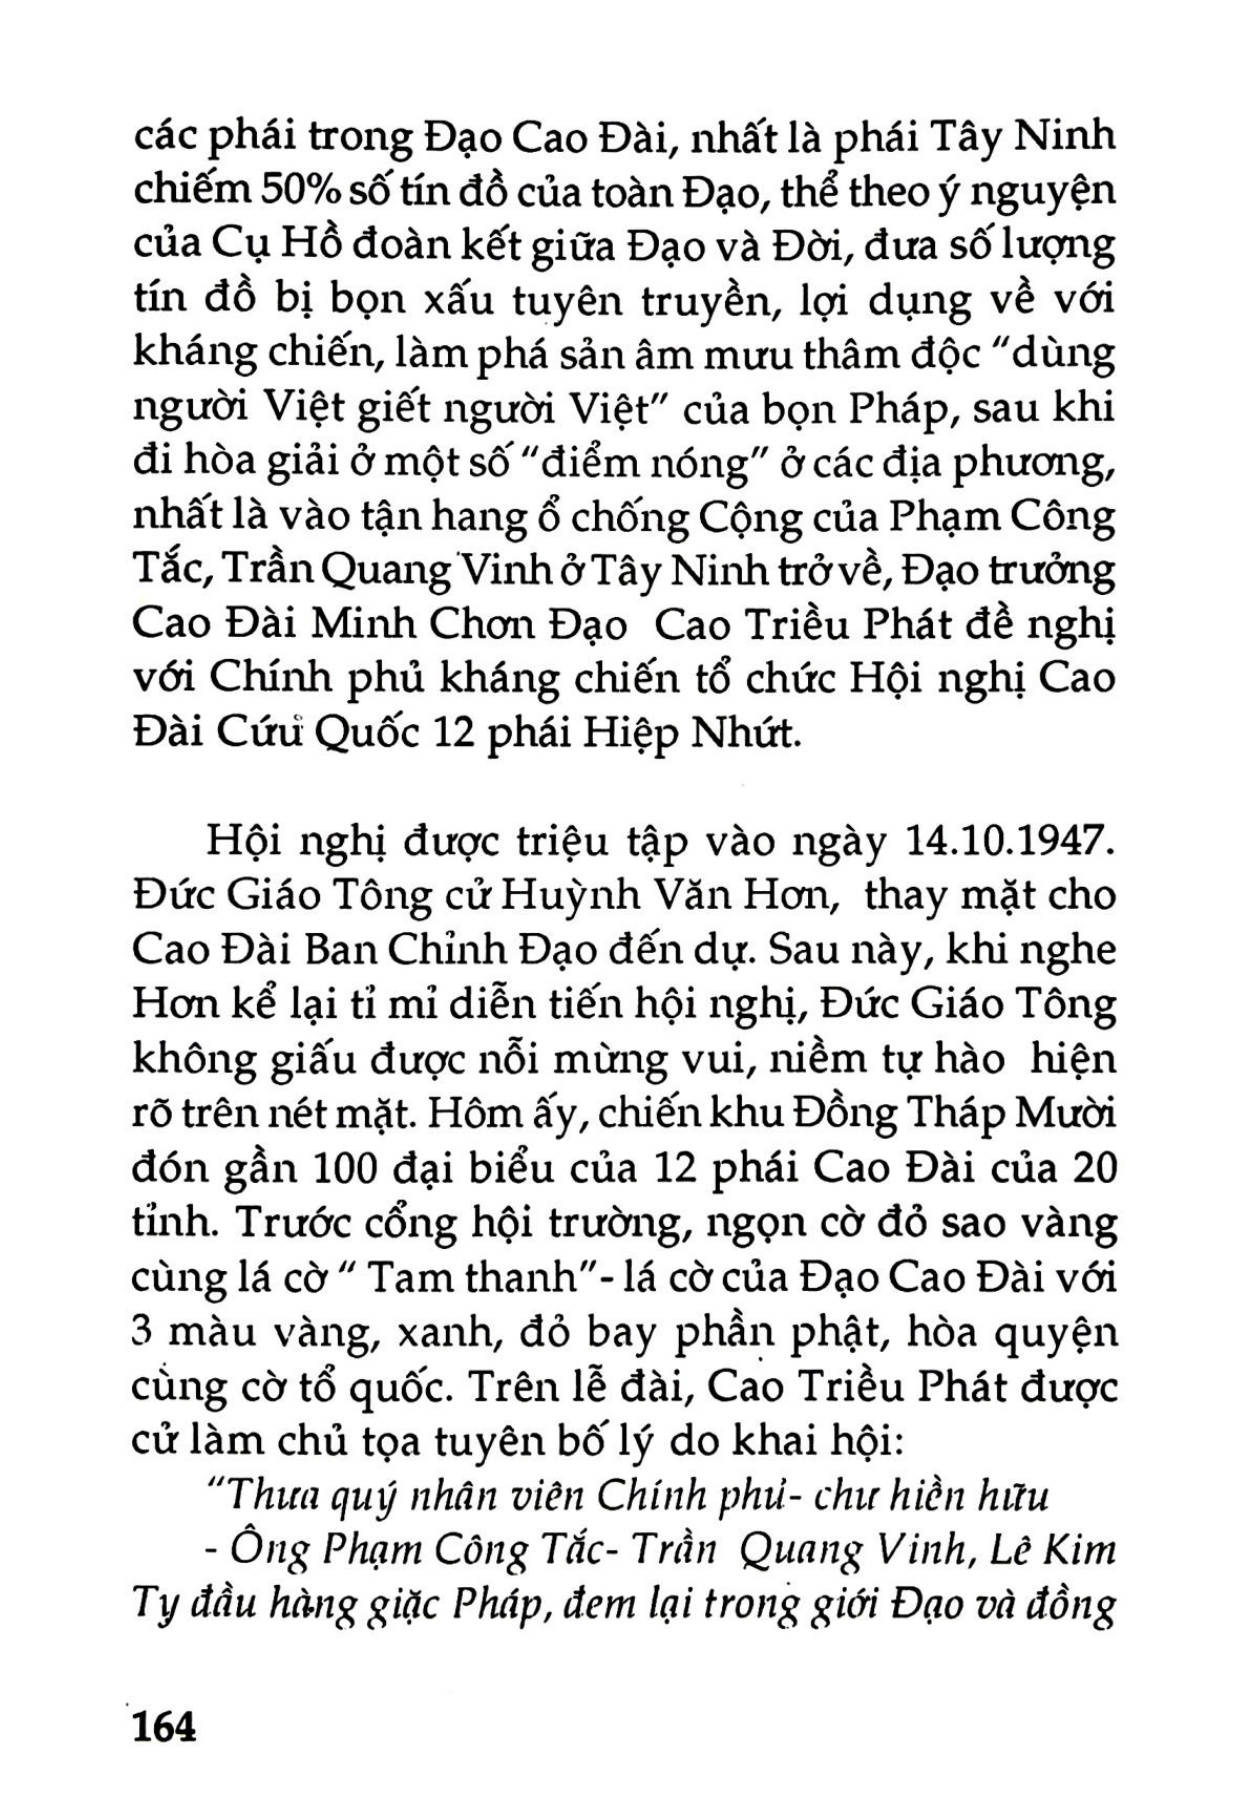 các phái trong Đạo Cao Đài, nhất là phái Tây Ninh
chiếm 50% số tín đồ của toàn Đạo, thể theo ý nguyện
của Cụ Hồ đoàn kết giữa Đạo và Đời, đưa số lượng
tín đồ bị bọn xấu tuyên truyền, lợi dụng về với
kháng chiến, làm phá sản âm mưu thâm độc "dùng
người Việt giết người Việt" của bọn Pháp, sau khi
đi hòa giải ở một số "điểm nóng" ở các địa phương,
nhất là vào tận hang ổ chống Cộng của Phạm Công
Tắc, Trần Quang Vinh ở Tây Ninh trở về, Đạo trưởng
Cao Đài Minh Chơn Đạo Cao Triều Phát đề nghị
với Chính phủ kháng chiến tổ chức Hội nghị Cao
Đài Cứu Quốc 12 phái Hiệp Nhứt.
Hội nghị được triệu tập vào ngày 14.10.1947.
Đức Giáo Tông cử Huỳnh Văn Hơn, thay mặt cho
Cao Đài Ban Chỉnh Đạo đến dự. Sau này, khi nghe
Hơn kể lại tỉ mỉ diễn tiến hội nghị, Đức Giáo Tông
không giấu được nỗi mừng vui, niềm tự hào hiện
rõ trên nét mặt. Hôm ấy, chiến khu Đồng Tháp Mười
đón gần 100 đại biểu của 12 phái Cao Đài của 20
tỉnh. Trước cổng hội trường, ngọn cờ đỏ sao vàng
cùng lá cờ " Tam thanh"- lá cờ của Đạo Cao Đài với
3 màu vàng, xanh, đỏ bay phần phật, hòa quyện
cùng cờ tổ quốc. Trên lễ đài, Cao Triều Phát được
cử làm chủ tọa tuyên bố lý do khai hội:
"Thưa quý nhân viên Chính phủ- chư hiền hữu
- Ông Phạm Công Tắc- Trần Quang Vinh, Lê Kim
Ty đầu hàng giặc Pháp, đem lại trong giới Đạo và đồng
164